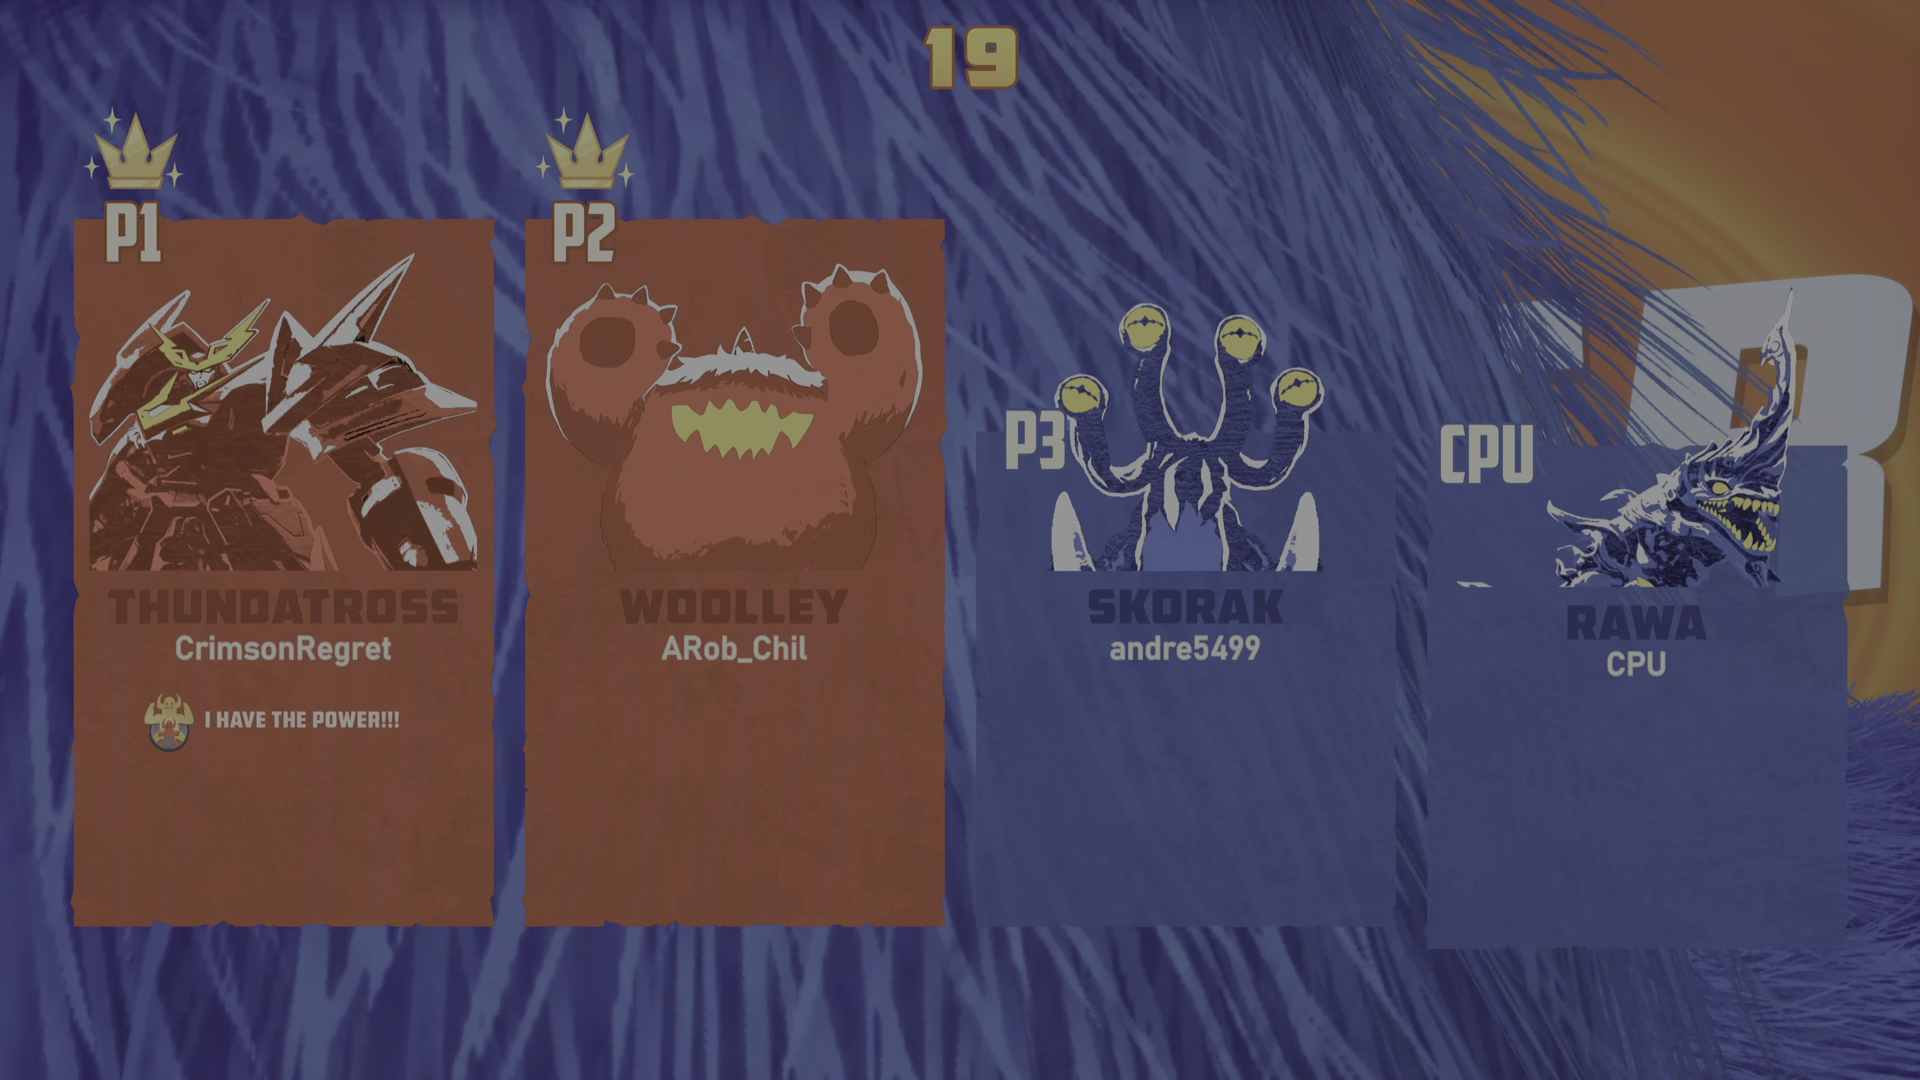 19
P1
THUNDATROSS
CrimsonRegret
I HAVE THE POWER!!!
P2
WOOLLEY
ARob_Chil
P3
SKORAK
andre5499
CPU
RAWA
CPU